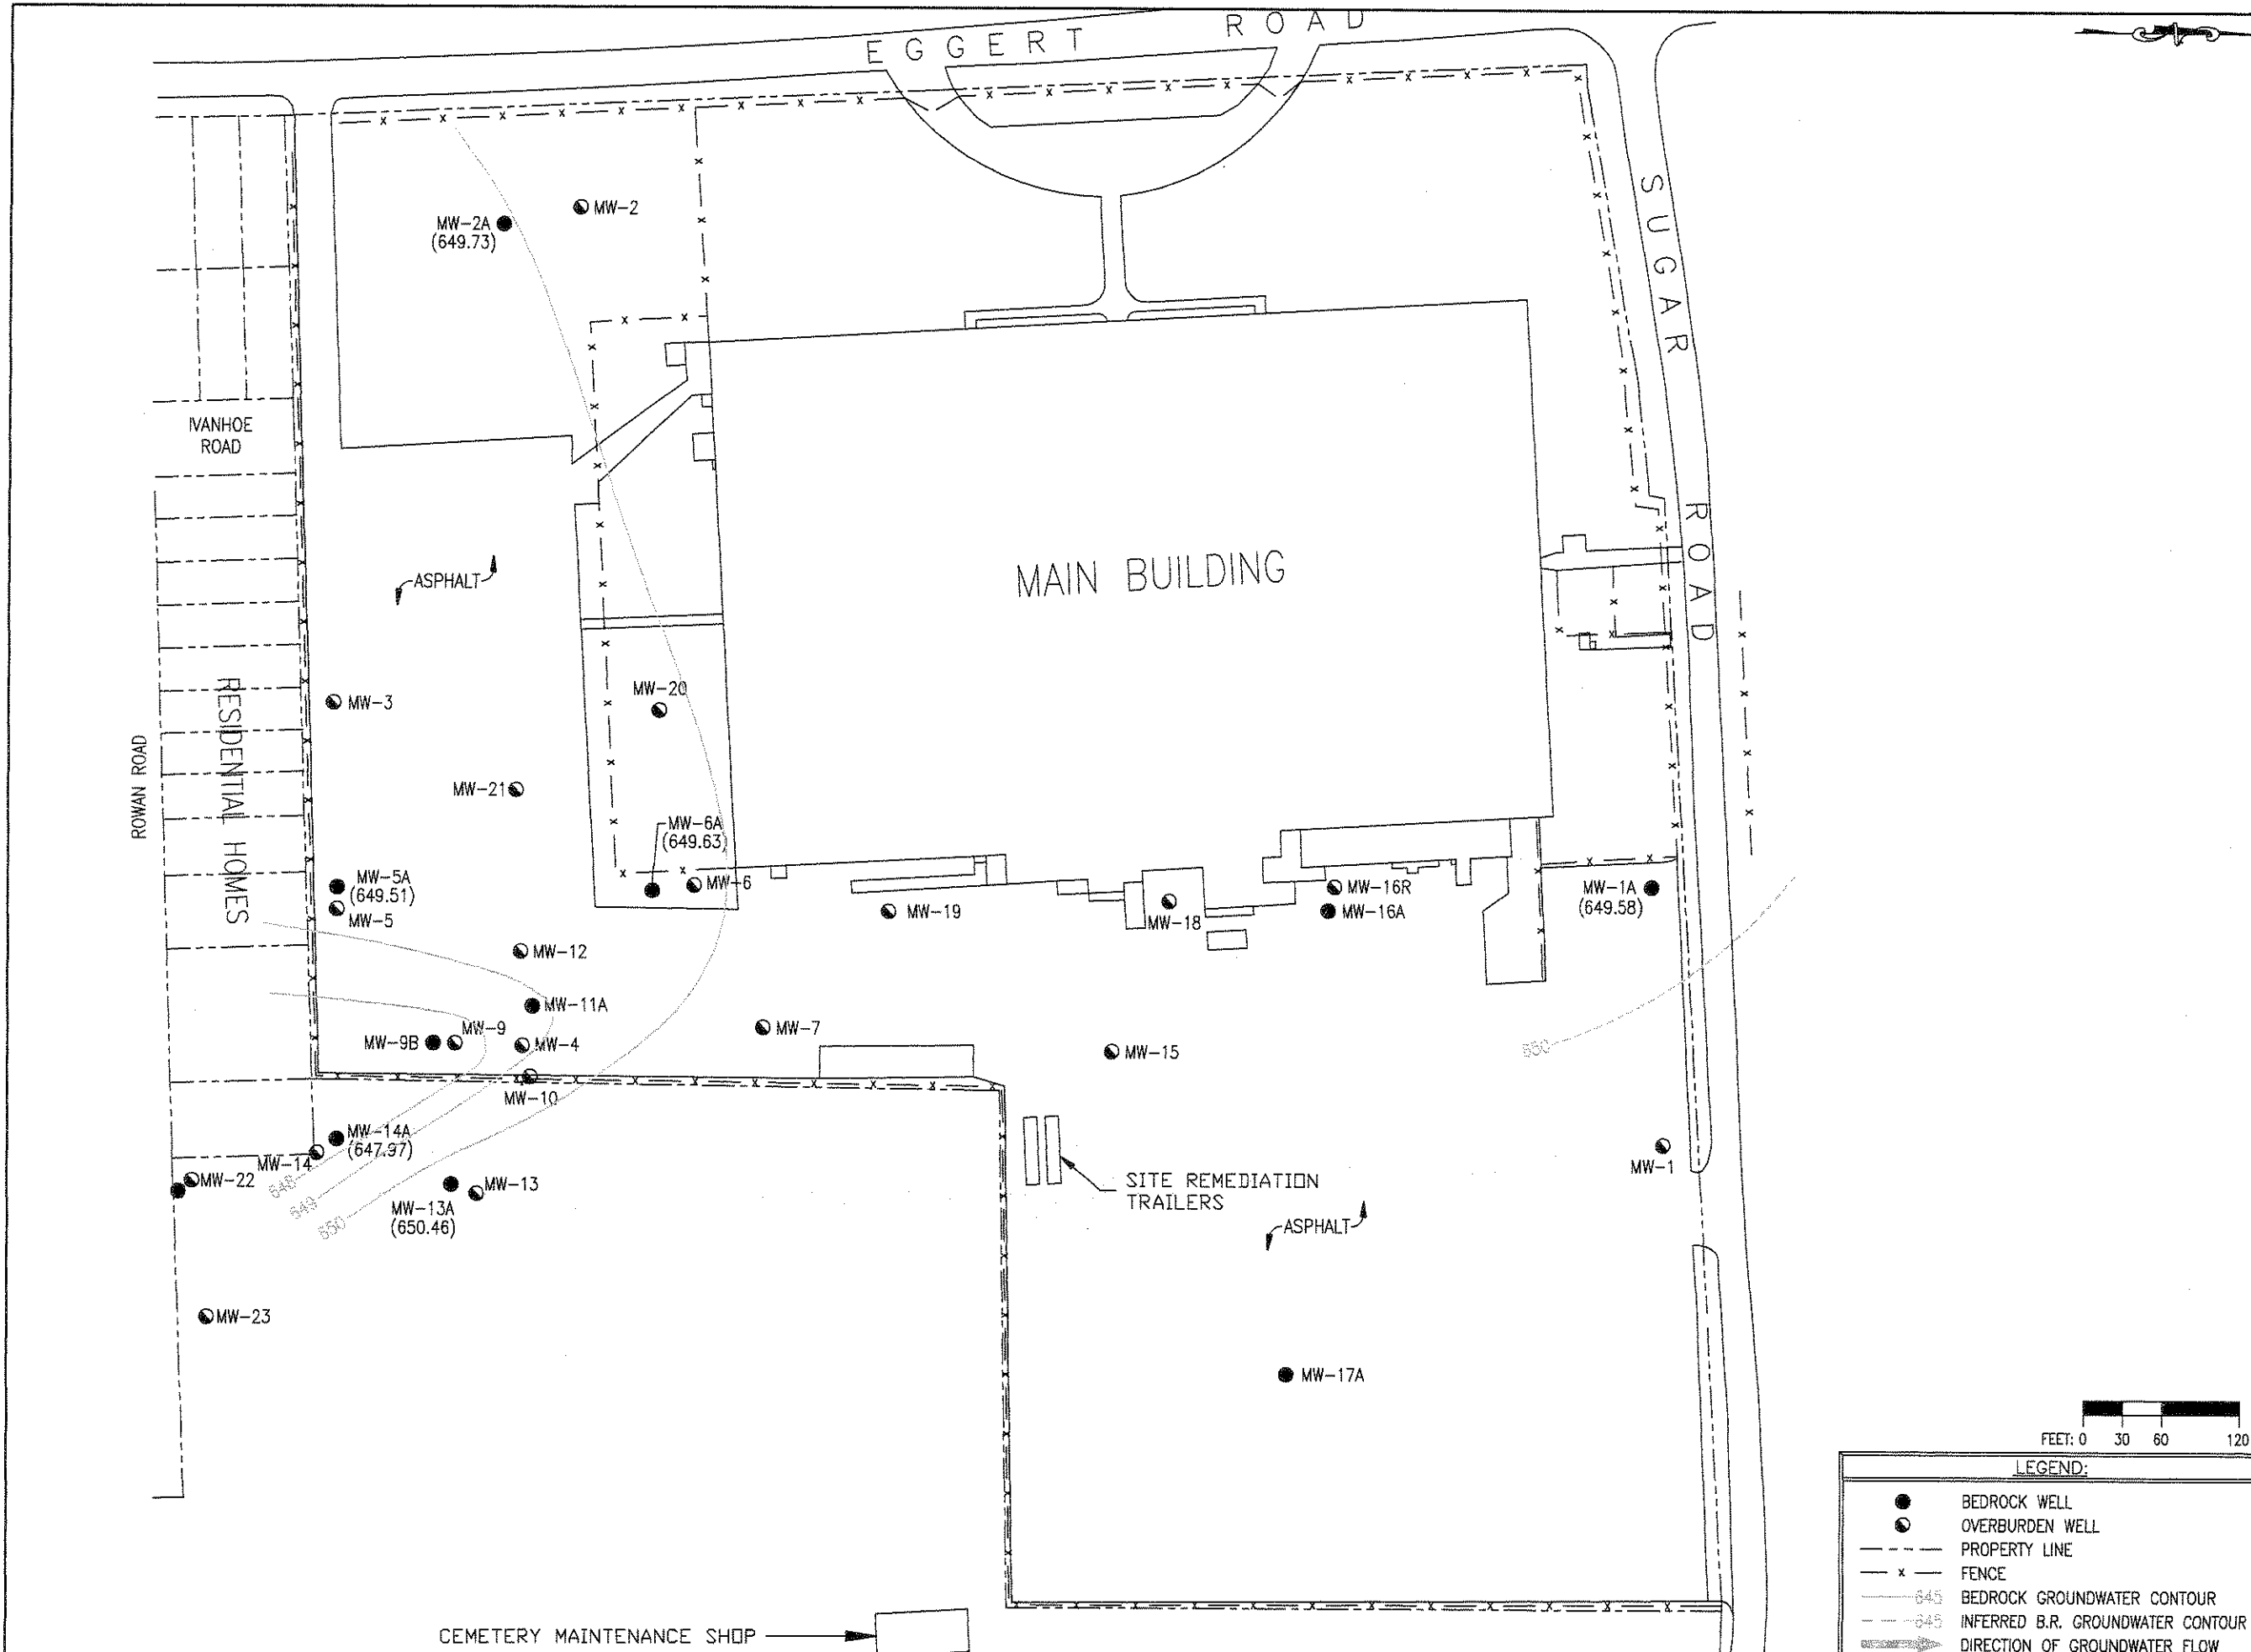 EGGERT ROAD
SUGAR ROAD
MW-2
MW-2A
(649.73)
IVANHOE
ROAD
ASPHALT
MAIN BUILDING
RESIDENTIAL HOMES
ROWAN ROAD
MW-3
MW-20
MW-21
MW-6A
(649.63)
MW-6
MW-5A
(649.51)
MW-5
MW-19
MW-18
MW-16R
MW-16A
MW-1A
(649.58)
MW-12
MW-11A
MW-9
MW-9B
MW-4
MW-7
MW-15
650
MW-10
MW-14A
(647.97)
MW-14
MW-22
648
649
650
MW-13
MW-13A
(650.46)
MW-1
SITE REMEDIATION
TRAILERS
ASPHALT
MW-23
MW-17A
FEET: 0 30 60 120
LEGEND:
BEDROCK WELL
OVERBURDEN WELL
PROPERTY LINE
x FENCE
645 BEDROCK GROUNDWATER CONTOUR
645 INFERRED B.R. GROUNDWATER CONTOUR
DIRECTION OF GROUNDWATER FLOW
CEMETERY MAINTENANCE SHOP